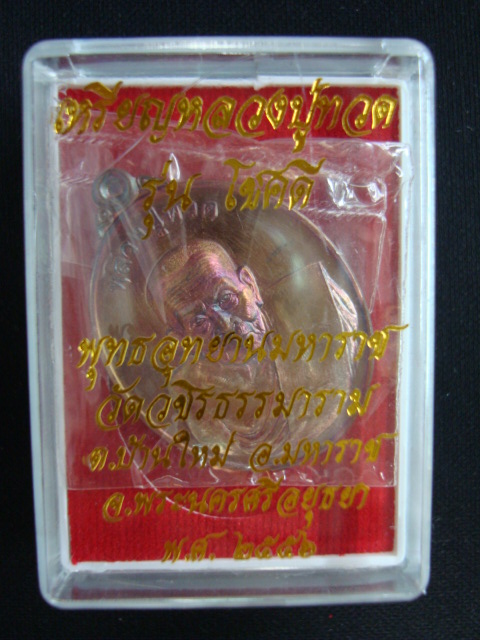 เหรียญหลวงปู่ทวด
รุ่น โชคดี
พุทธอุทยานมหาราช
วัดวชิรธรรมาราม
ต.บ้านใหม่ อ.มหาราช
จ.พระนครศรีอยุธยา
พ.ศ. ๒๕๕๒